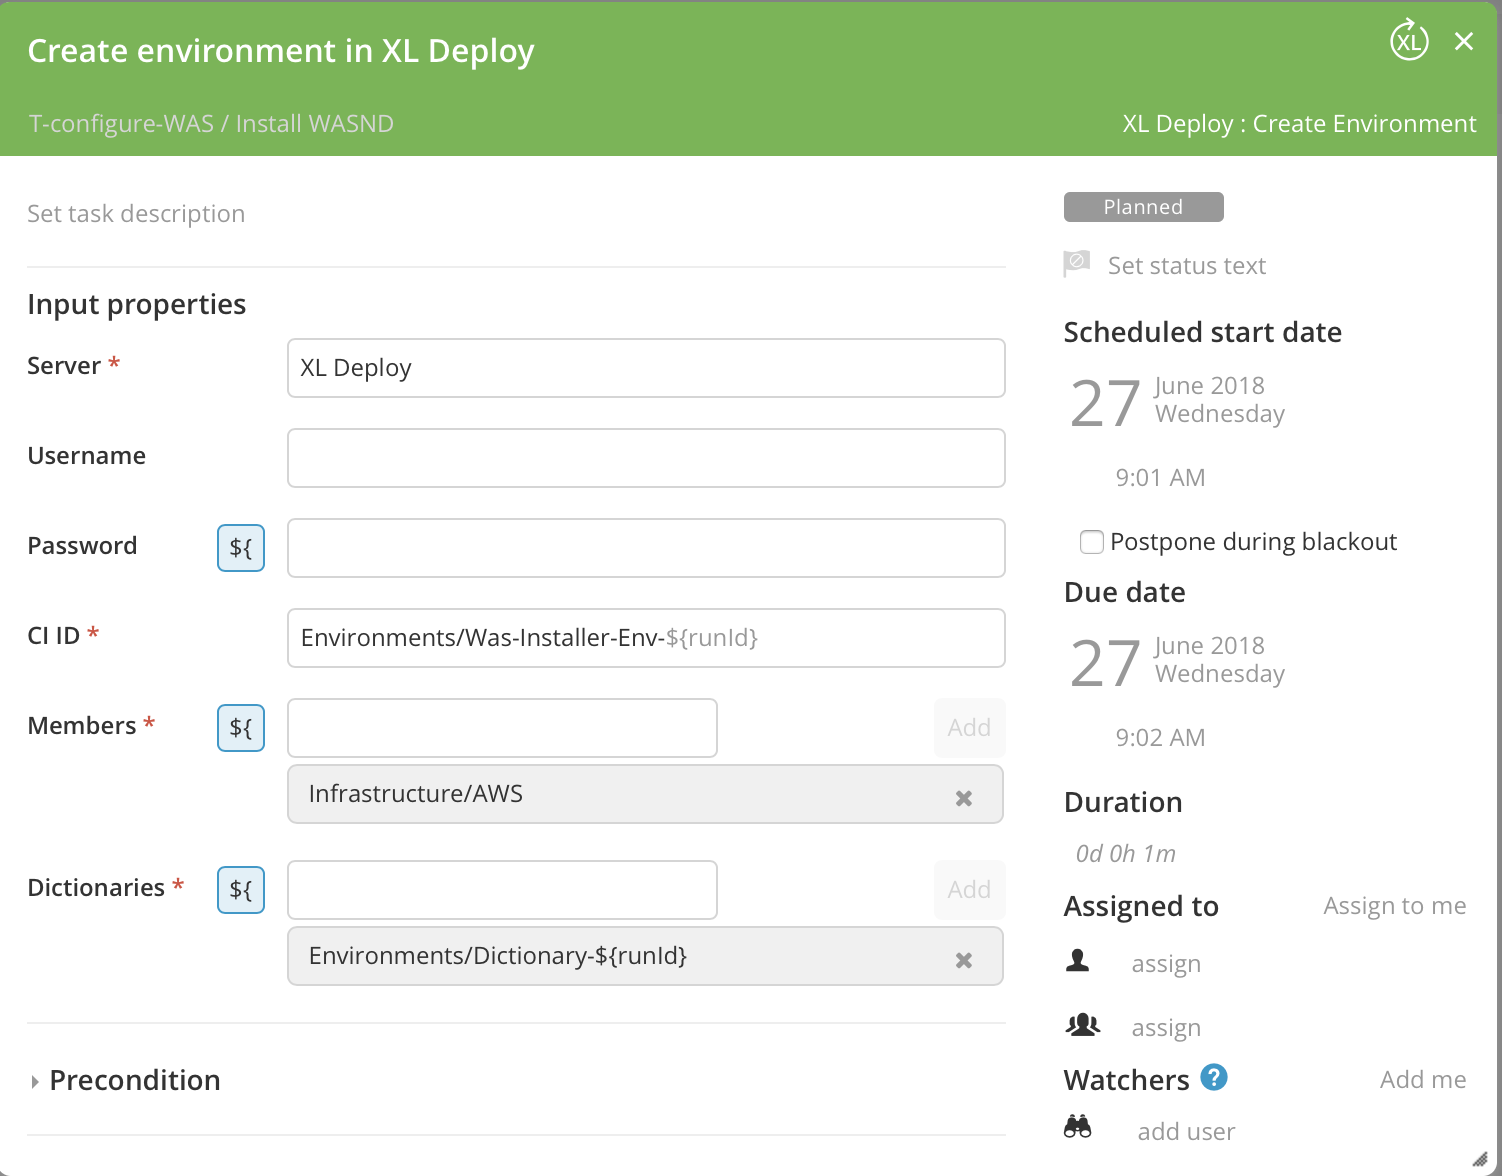 Create environment in XL Deploy
XL
T-configure-WAS / Install WASND
XL Deploy : Create Environment
Set task description
Input properties
Server *
XL Deploy
Username
Password
${
CI ID *
Environments/Was-Installer-Env-${runId}
Members *
${
Add
Infrastructure/AWS
Dictionaries *
${
Add
Environments/Dictionary-${runId}
Precondition
Planned
Set status text
Scheduled start date
27
June 2018
Wednesday
9:01 AM
Postpone during blackout
Due date
27
June 2018
Wednesday
9:02 AM
Duration
0d 0h 1m
Assigned to
Assign to me
assign
assign
Watchers ?
Add me
add user